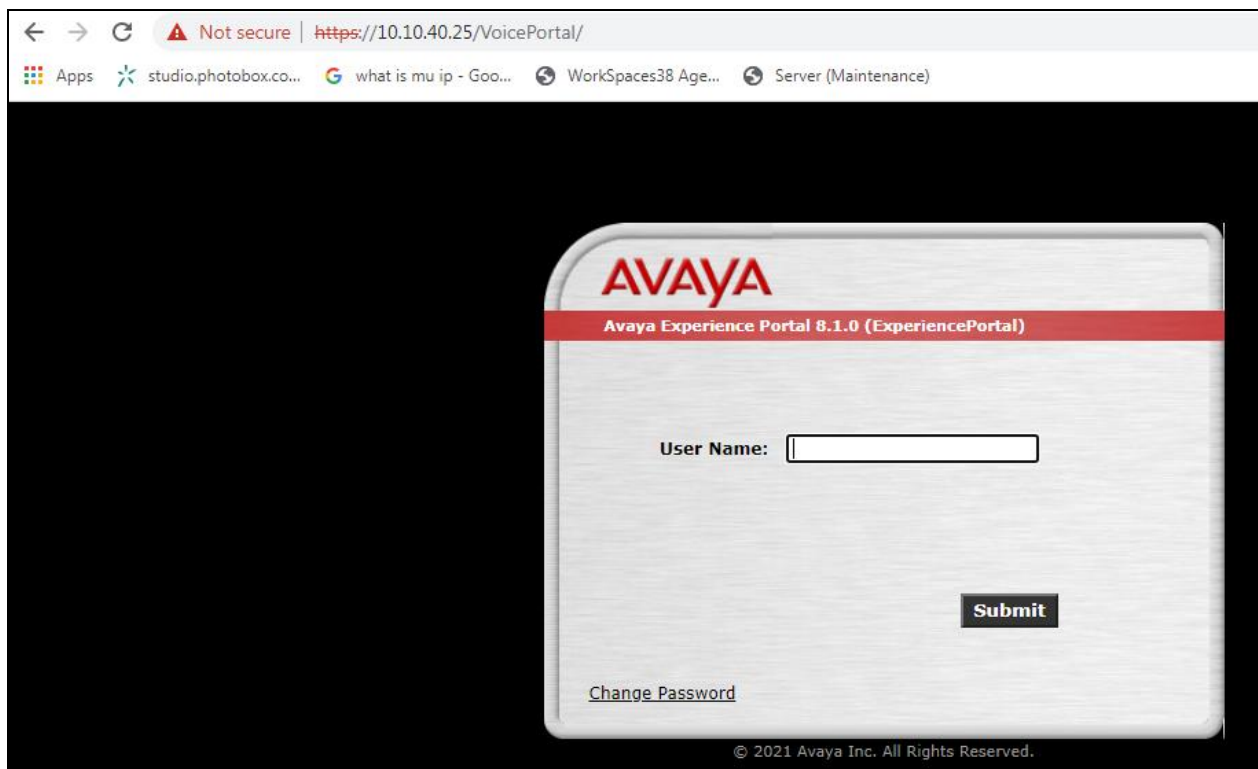 Not secure | https://10.10.40.25/VoicePortal/
Apps studio.photobox.co... what is mu ip - Goo... WorkSpaces38 Age... Server (Maintenance)
AVAYA
Avaya Experience Portal 8.1.0 (ExperiencePortal)
User Name:
Submit
Change Password
© 2021 Avaya Inc. All Rights Reserved.